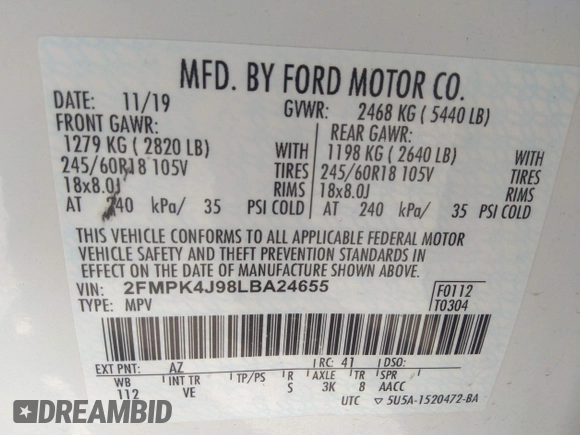 MFD. BY FORD MOTOR CO.
DATE: 11/19 GVWR: 2468 KG ( 5440 LB)
FRONT GAWR: REAR GAWR:
1279 KG ( 2820 LB) WITH 1198 KG ( 2640 LB) WITH
245/60R18 105V TIRES 245/60R18 105V TIRES
18x8.0J RIMS 18x8.0J RIMS
AT 240 kPa/ 35 PSI COLD AT 240 kPa/ 35 PSI COLD
THIS VEHICLE CONFORMS TO ALL APPLICABLE FEDERAL MOTOR
VEHICLE SAFETY AND THEFT PREVENTION STANDARDS IN
EFFECT ON THE DATE OF MANUFACTURE SHOWN ABOVE.
VIN: 2FMPK4J98LBA24655 F0112
TYPE: MPV T0304
EXT PNT: AZ RC: 41 DSO:
WB INT TR TP/PS R AXLE TR SPR
112 VE S 3K 8 AACC
UTC ▽ 5U5A-1520472-BA
DREAMBID